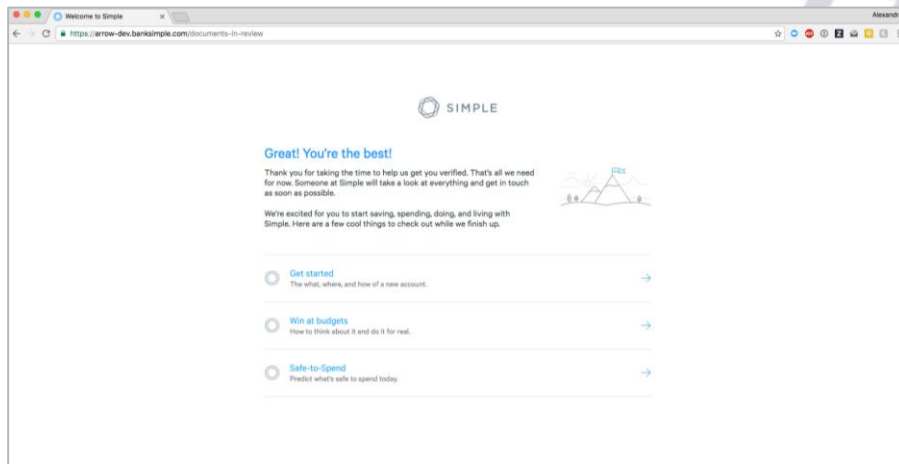 Welcome to Simple
Alexandr
https://arrow-dev.banksimple.com/documents-in-review
SIMPLE
Great! You're the best!
Thank you for taking the time to help us get you verified. That's all we need
for now. Someone at Simple will take a look at everything and get in touch
as soon as possible.
We're excited for you to start saving, spending, doing, and living with
Simple. Here are a few cool things to check out while we finish up.
Get started
The what, where, and how of a new account.
Win at budgets
How to think about it and do it for real.
Safe-to-Spend
Predict what's safe to spend today.